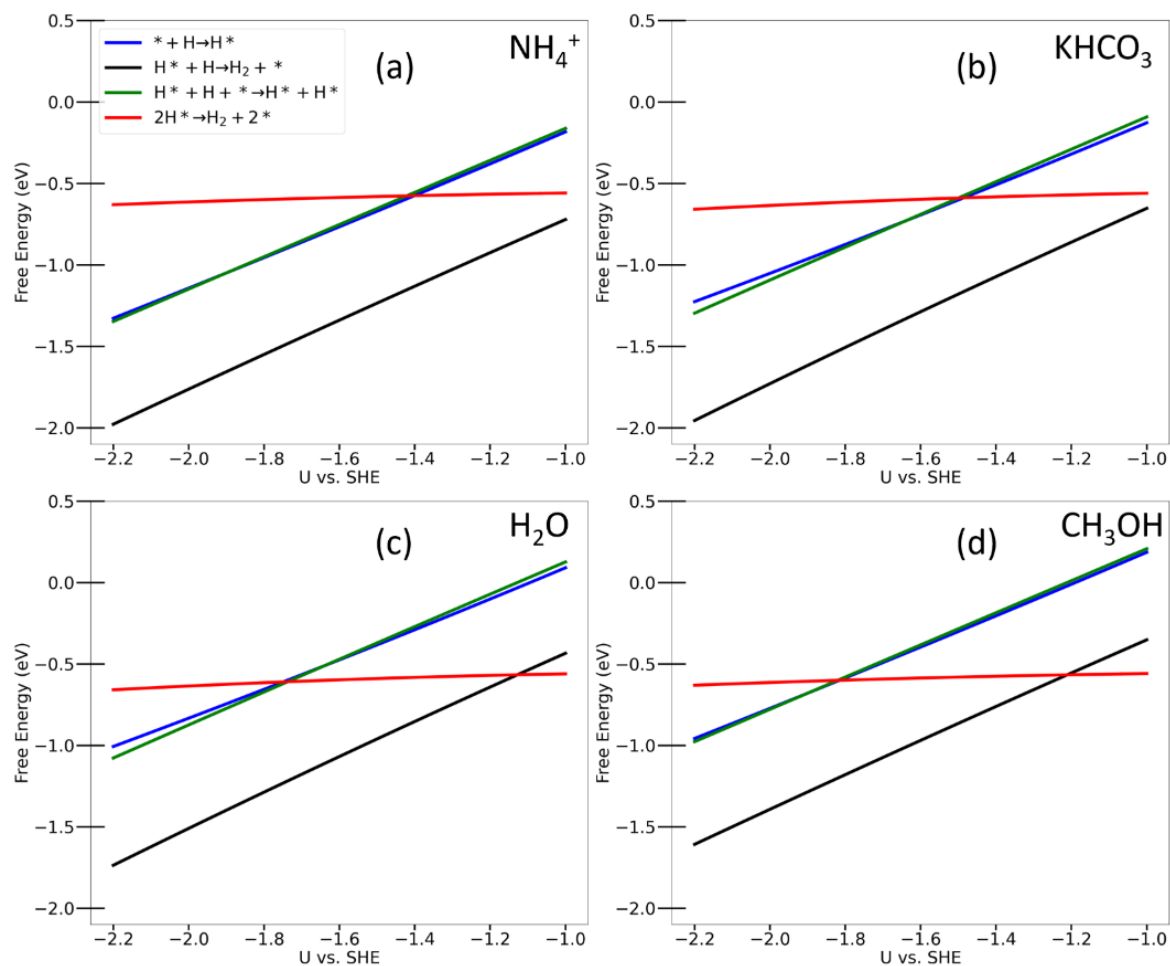 0.5
0.0
−0.5
−1.0
−1.5
−2.0
Free Energy (eV)
* + H→H*
H* + H→H₂ + *
H* + H + *→H* + H*
2H*→H₂ + 2*
(a)
NH₄⁺
−2.2 −2.0 −1.8 −1.6 −1.4 −1.2 −1.0
U vs. SHE
0.5
0.0
−0.5
−1.0
−1.5
−2.0
Free Energy (eV)
(b)
KHCO₃
−2.2 −2.0 −1.8 −1.6 −1.4 −1.2 −1.0
U vs. SHE
0.5
0.0
−0.5
−1.0
−1.5
−2.0
Free Energy (eV)
(c)
H₂O
−2.2 −2.0 −1.8 −1.6 −1.4 −1.2 −1.0
U vs. SHE
0.5
0.0
−0.5
−1.0
−1.5
−2.0
Free Energy (eV)
(d)
CH₃OH
−2.2 −2.0 −1.8 −1.6 −1.4 −1.2 −1.0
U vs. SHE